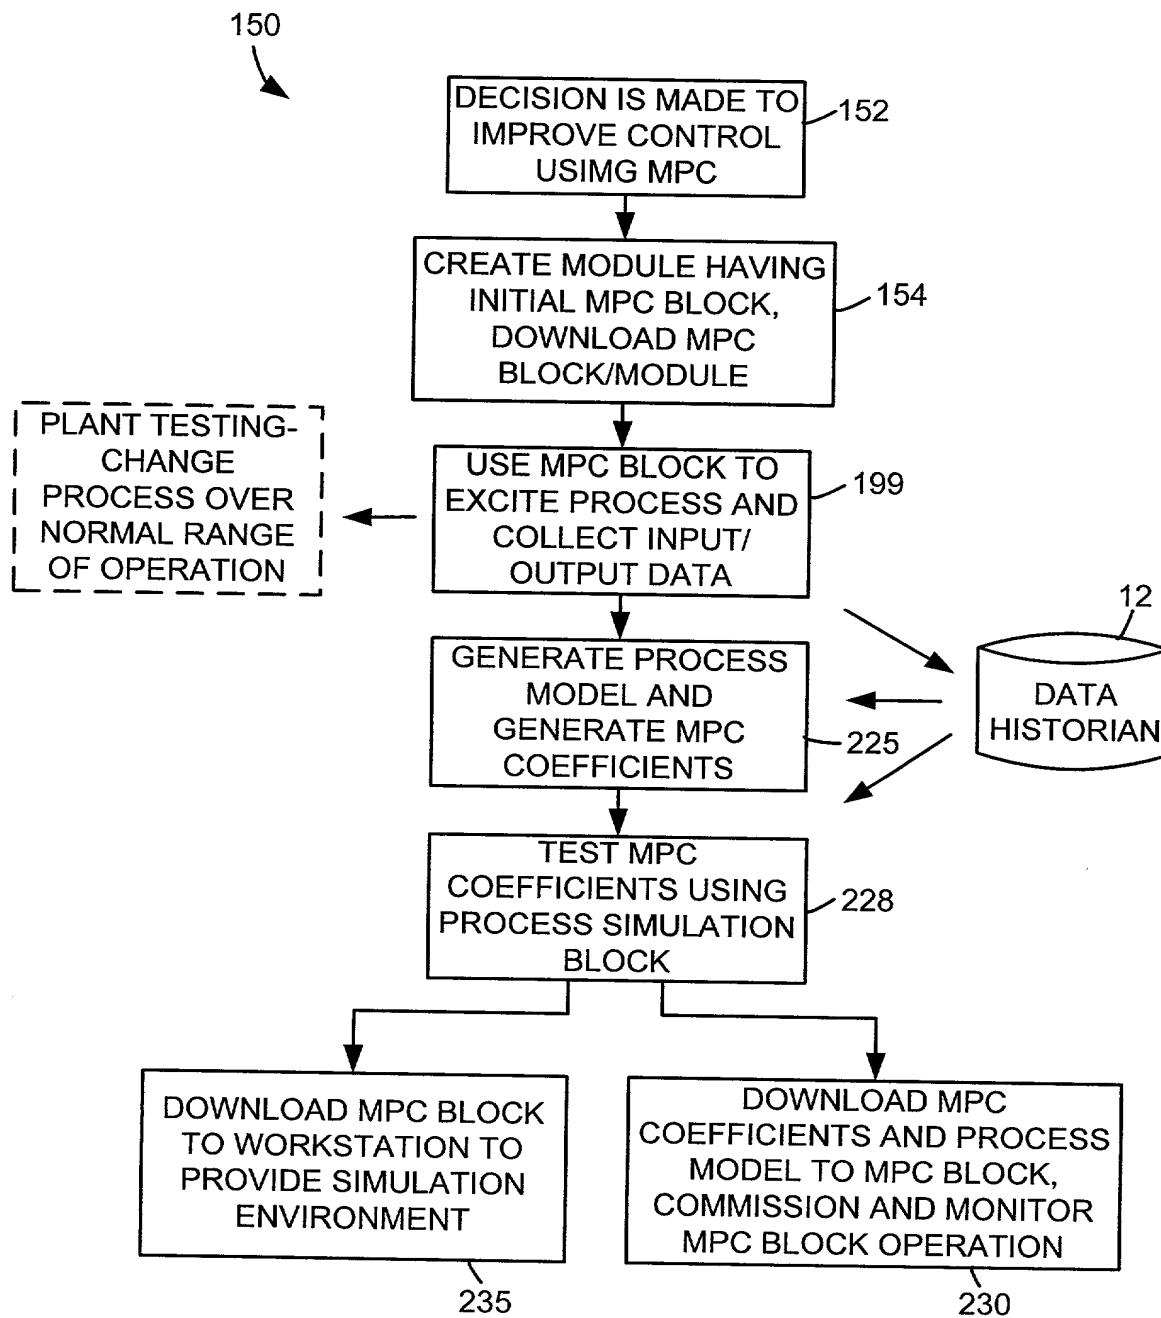 150
DECISION IS MADE TO
IMPROVE CONTROL
USIMG MPC
152
CREATE MODULE HAVING
INITIAL MPC BLOCK,
DOWNLOAD MPC
BLOCK/MODULE
154
PLANT TESTING-
CHANGE
PROCESS OVER
NORMAL RANGE
OF OPERATION
USE MPC BLOCK TO
EXCITE PROCESS AND
COLLECT INPUT/
OUTPUT DATA
199
12
DATA
HISTORIAN
GENERATE PROCESS
MODEL AND
GENERATE MPC
COEFFICIENTS
225
TEST MPC
COEFFICIENTS USING
PROCESS SIMULATION
BLOCK
228
DOWNLOAD MPC BLOCK
TO WORKSTATION TO
PROVIDE SIMULATION
ENVIRONMENT
235
DOWNLOAD MPC
COEFFICIENTS AND PROCESS
MODEL TO MPC BLOCK,
COMMISSION AND MONITOR
MPC BLOCK OPERATION
230